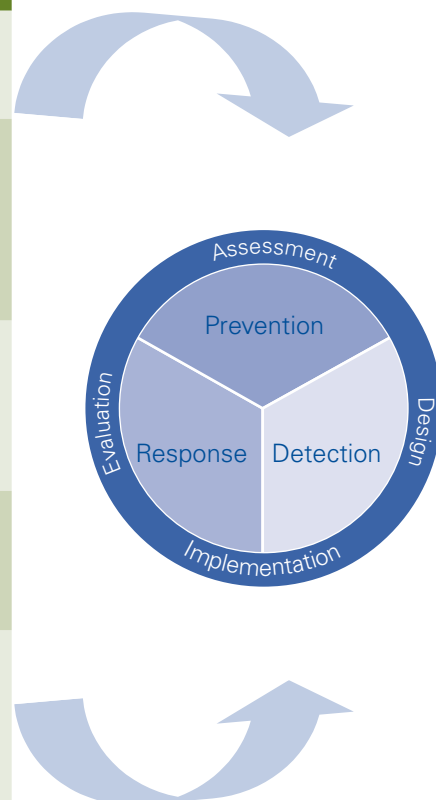 Assessment
Prevention
Evaluation
Design
Response
Detection
Implementation